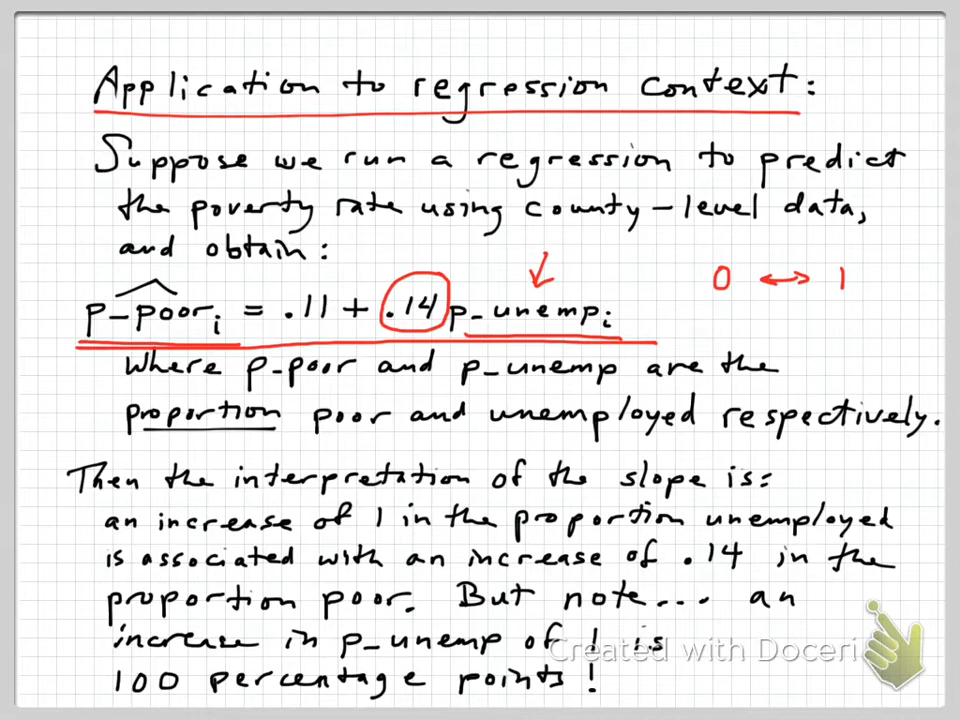 Application to regression context:
Suppose we run a regression to predict
the poverty rate using county-level data,
and obtain:
0 ↔ 1
p_poorᵢ = .11 + .14 p_unempᵢ
where p_poor and p_unemp are the
proportion poor and unemployed respectively.
Then the interpretation of the slope is:
an increase of 1 in the proportion unemployed
is associated with an increase of .14 in the
proportion poor. But note... an
increase in p_unemp of 1 is
Created with Doceri
100 percentage points!